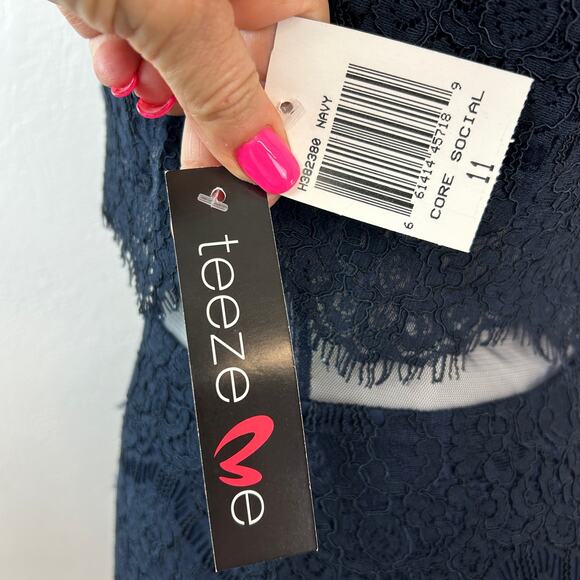 H382380 NAVY
6 61414 45718 9
CORE SOCIAL
11
teeze Me